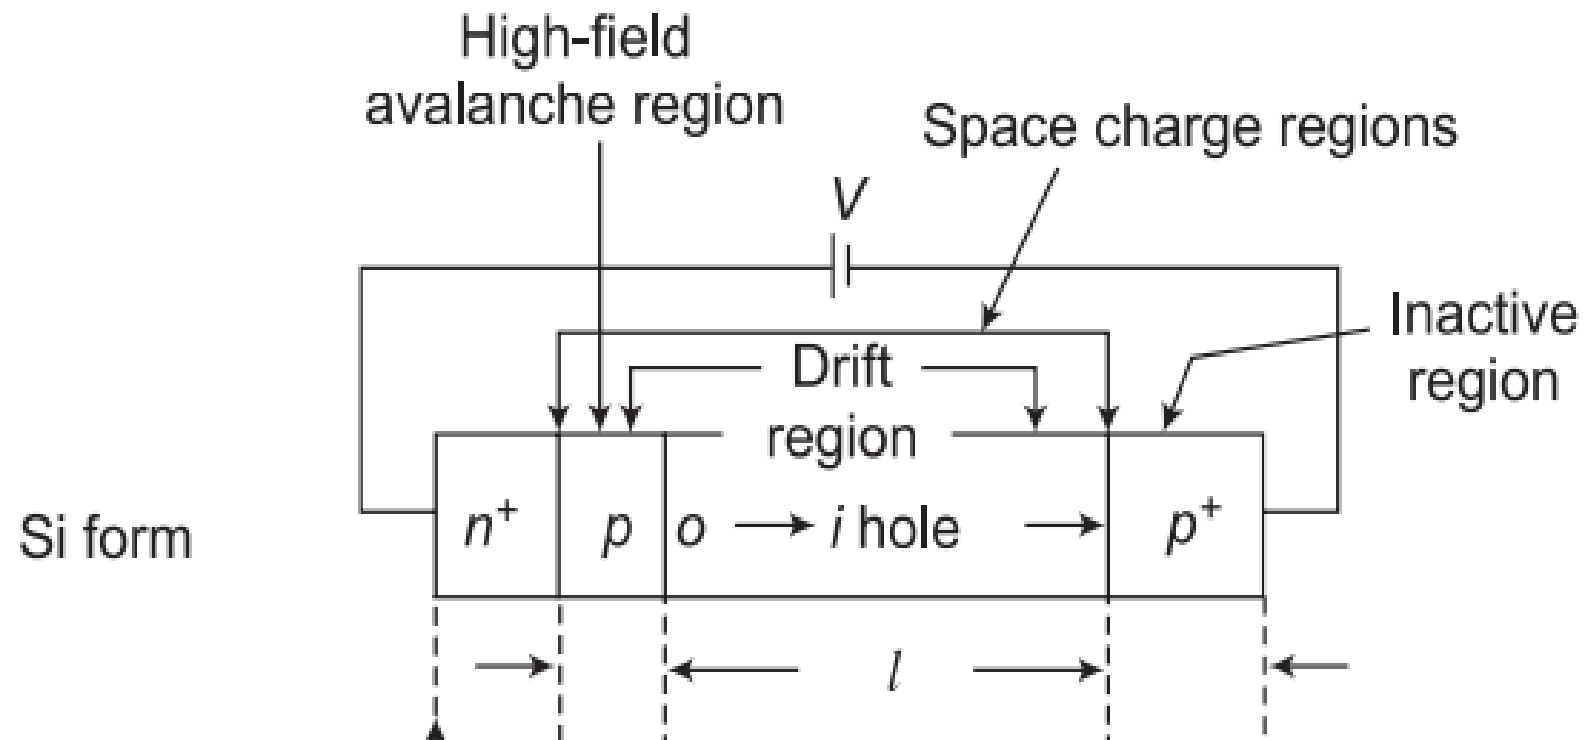 High-field
avalanche region
Space charge regions
V
Inactive
region
Drift
region
Si form
n⁺
p
o
i hole
p⁺
l